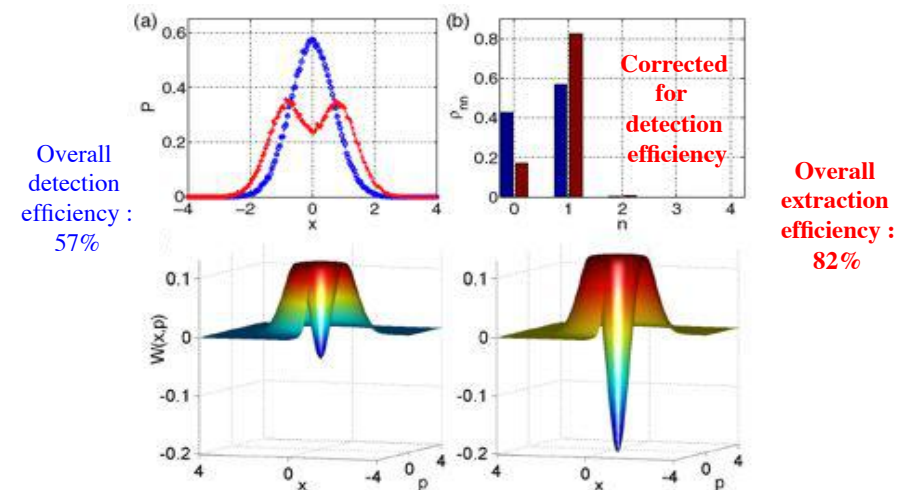 (a)
(b)
0.6
0.4
0.2
0
P
-4
-2
0
2
4
x
0.8
0.6
0.4
0.2
0
ρnn
0
1
2
3
4
n
Corrected
for
detection
efficiency
Overall
detection
efficiency :
57%
Overall
extraction
efficiency :
82%
0.1
0
-0.1
-0.2
W(x,p)
4
0
-4
x
0
4
p
0.1
0
-0.1
-0.2
4
0
-4
x
0
4
p